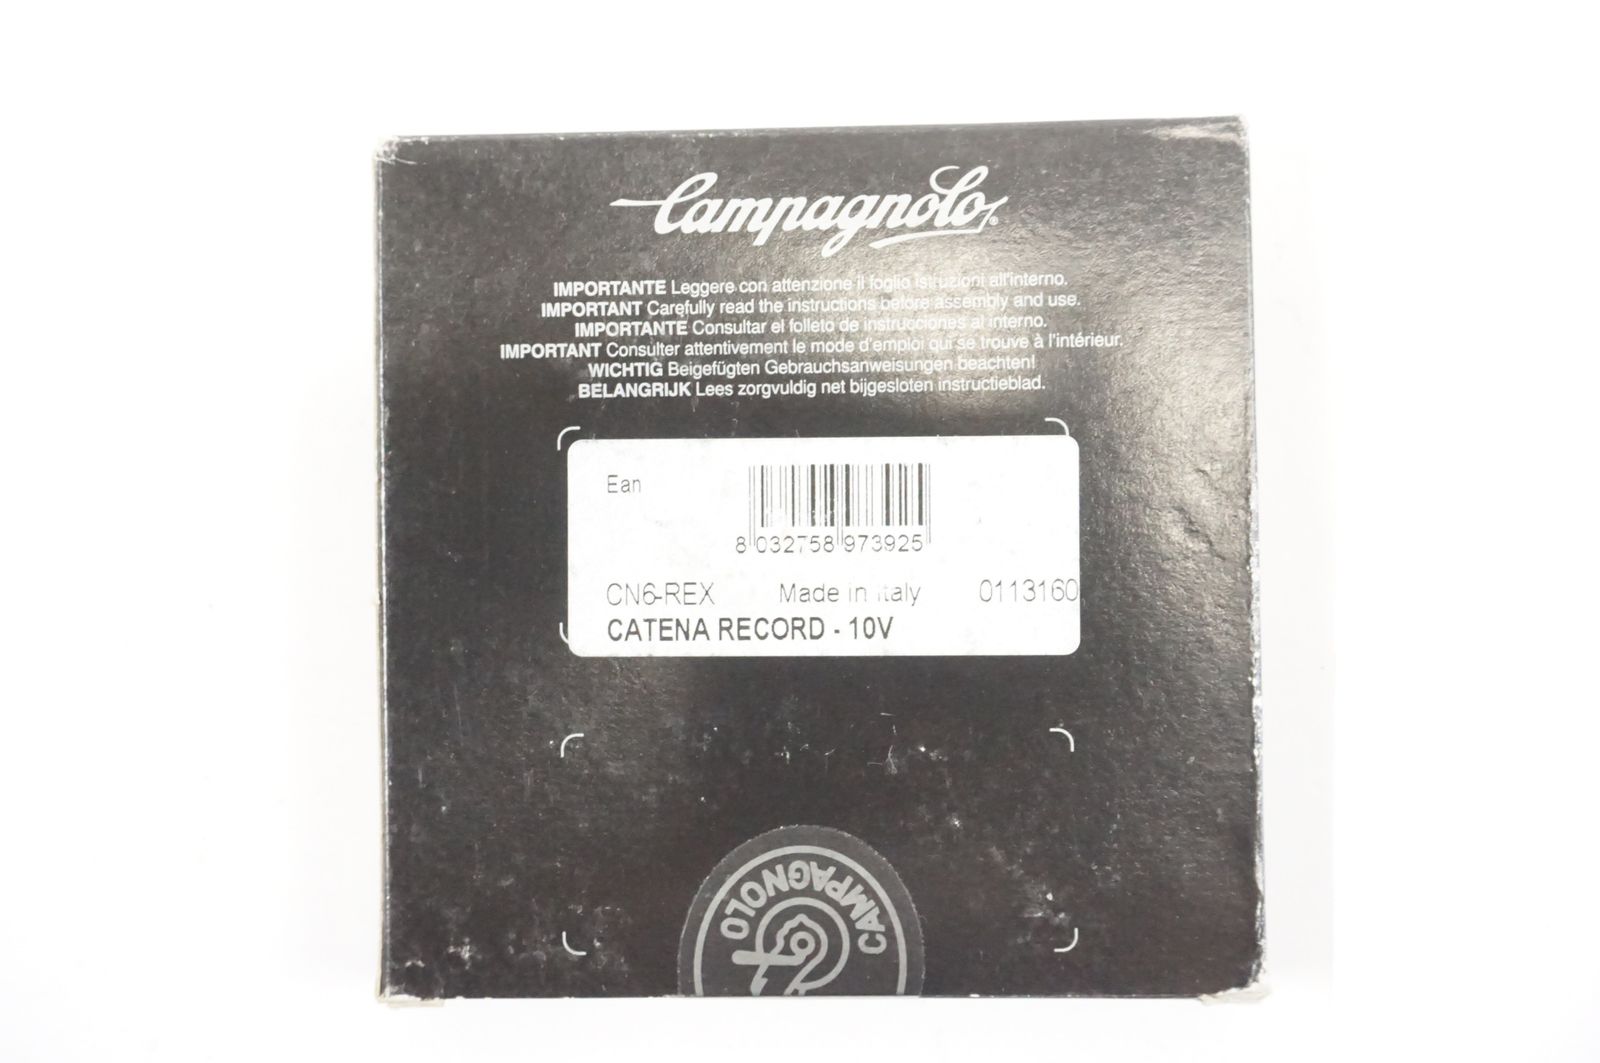 Campagnolo®
IMPORTANTE Leggere con attenzione il foglio istruzioni all'interno.
IMPORTANT Carefully read the instructions before assembly and use.
IMPORTANTE Consultar el folleto de instrucciones al interno.
IMPORTANT Consulter attentivement le mode d'emploi qui se trouve à l'intérieur.
WICHTIG Beigefügten Gebrauchsanweisungen beachten!
BELANGRIJK Lees zorgvuldig net bijgesloten instructieblad.
Ean
8 032758 973925
CN6-REX Made in Italy 0113160
CATENA RECORD - 10V
CAMPAGNOLO